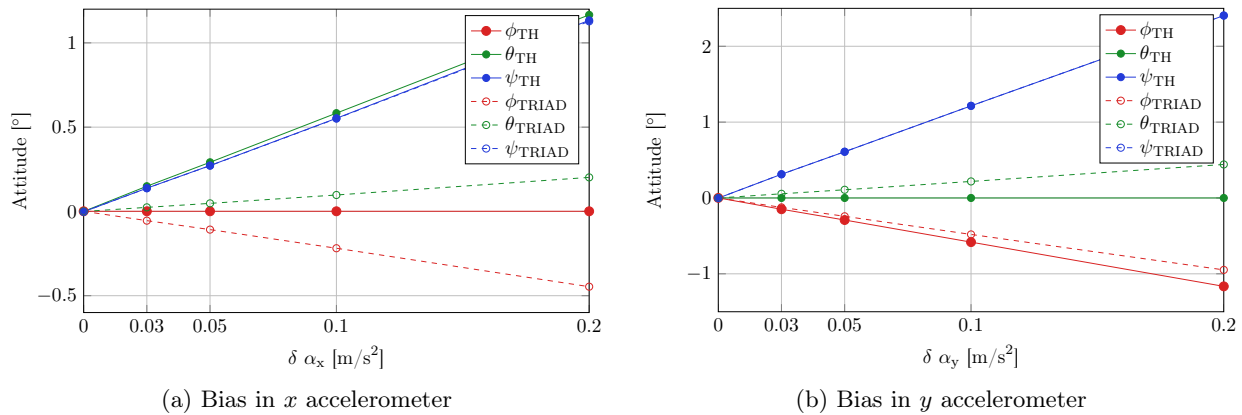 1
0.5
0
−0.5
Attitude [°]
0
0.03
0.05
0.1
0.2
δ αx [m/s²]
ϕTH
θTH
ψTH
ϕTRIAD
θTRIAD
ψTRIAD
(a) Bias in x accelerometer
2
1
0
−1
Attitude [°]
0
0.03
0.05
0.1
0.2
δ αy [m/s²]
ϕTH
θTH
ψTH
ϕTRIAD
θTRIAD
ψTRIAD
(b) Bias in y accelerometer